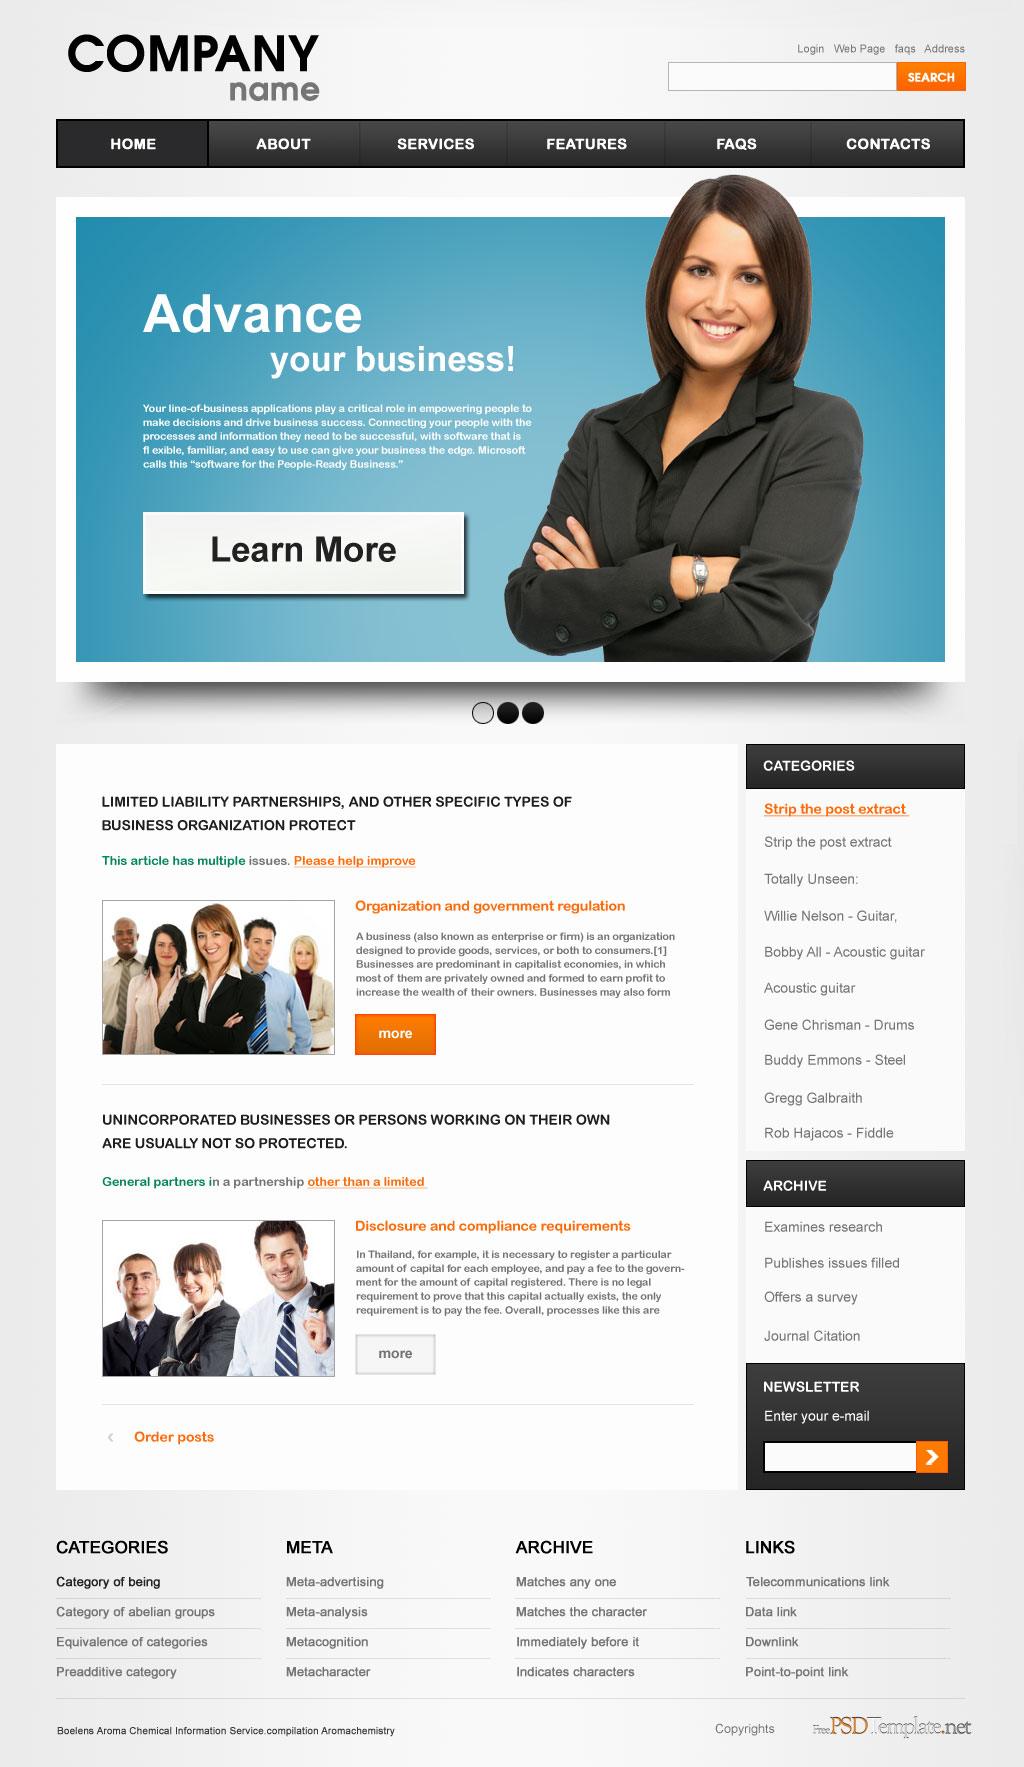 COMPANY
name
Login Web Page faqs Address
SEARCH
HOME ABOUT SERVICES FEATURES FAQS CONTACTS
Advance
your business!
Your line-of-business applications play a critical role in empowering people to
make decisions and drive business success. Connecting your people with the
processes and information they need to be successful, with software that is
fl exible, familiar, and easy to use can give your business the edge. Microsoft
calls this “software for the People-Ready Business.”
Learn More
LIMITED LIABILITY PARTNERSHIPS, AND OTHER SPECIFIC TYPES OF
BUSINESS ORGANIZATION PROTECT
This article has multiple issues. Please help improve
Organization and government regulation
A business (also known as enterprise or firm) is an organization
designed to provide goods, services, or both to consumers.[1]
Businesses are predominant in capitalist economies, in which
most of them are privately owned and formed to earn profit to
increase the wealth of their owners. Businesses may also form
more
UNINCORPORATED BUSINESSES OR PERSONS WORKING ON THEIR OWN
ARE USUALLY NOT SO PROTECTED.
General partners in a partnership other than a limited
Disclosure and compliance requirements
In Thailand, for example, it is necessary to register a particular
amount of capital for each employee, and pay a fee to the govern-
ment for the amount of capital registered. There is no legal
requirement to prove that this capital actually exists, the only
requirement is to pay the fee. Overall, processes like this are
more
‹ Order posts
CATEGORIES
Strip the post extract
Strip the post extract
Totally Unseen:
Willie Nelson - Guitar,
Bobby All - Acoustic guitar
Acoustic guitar
Gene Chrisman - Drums
Buddy Emmons - Steel
Gregg Galbraith
Rob Hajacos - Fiddle
ARCHIVE
Examines research
Publishes issues filled
Offers a survey
Journal Citation
NEWSLETTER
Enter your e-mail
CATEGORIES
Category of being
Category of abelian groups
Equivalence of categories
Preadditive category
META
Meta-advertising
Meta-analysis
Metacognition
Metacharacter
ARCHIVE
Matches any one
Matches the character
Immediately before it
Indicates characters
LINKS
Telecommunications link
Data link
Downlink
Point-to-point link
Boelens Aroma Chemical Information Service.compilation Aromachemistry
Copyrights
Free PSDTemplate.net